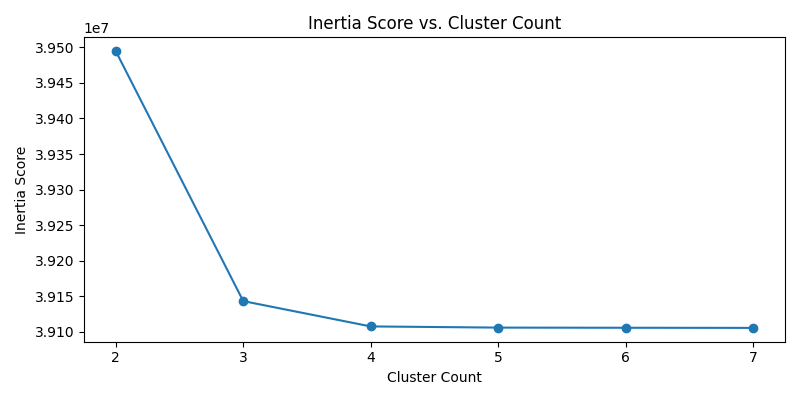 Inertia Score vs. Cluster Count
1e7
3.950
3.945
3.940
3.935
3.930
3.925
3.920
3.915
3.910
Inertia Score
2 3 4 5 6 7
Cluster Count